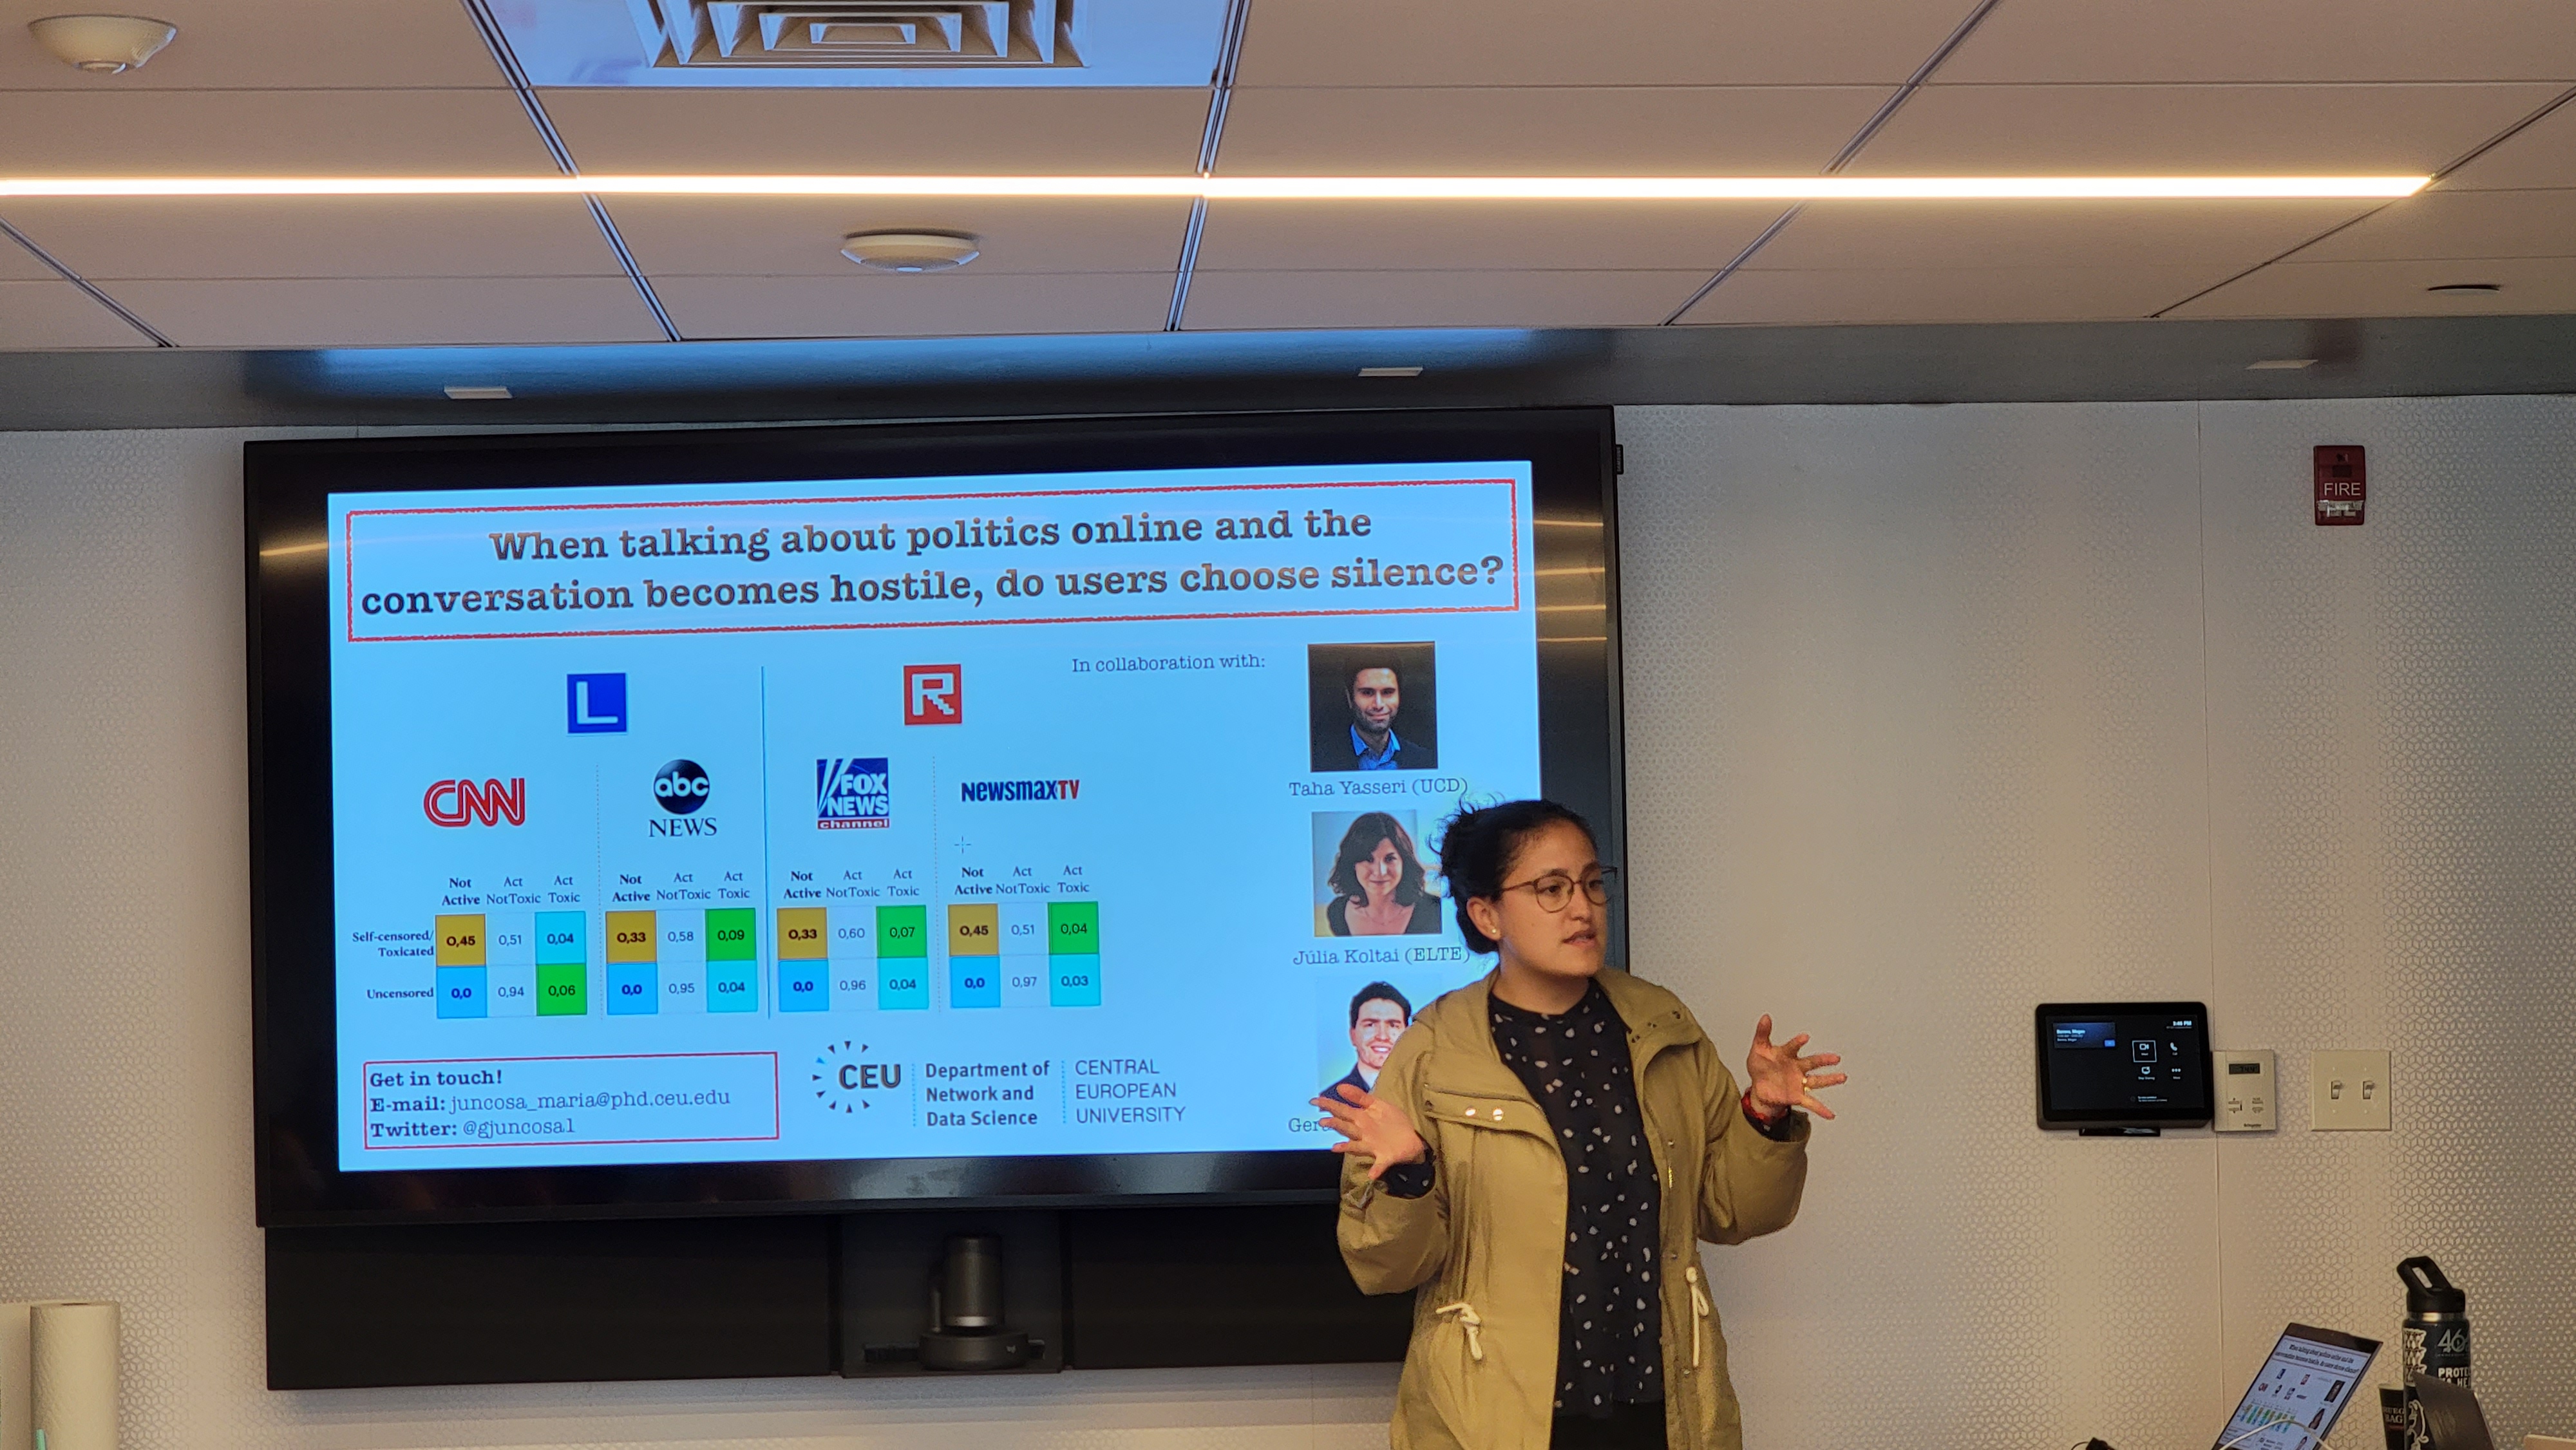 When talking about politics online and the
conversation becomes hostile, do users choose silence?
In collaboration with:
L
R
CNN
abc
NEWS
FOX
NEWS
channel
NEWSMAXTV
Taha Yasseri (UCD)
Júlia Koltai (ELTE)
Not Act Act
Active NotToxic Toxic
Not Act Act
Active NotToxic Toxic
Not Act Act
Active NotToxic Toxic
Not Act Act
Active NotToxic Toxic
Self-censored/
Toxicated
0,45 0,51 0,04
0,33 0,58 0,09
0,33 0,60 0,07
0,45 0,51 0,04
Uncensored
0,0 0,94 0,06
0,0 0,95 0,04
0,0 0,96 0,04
0,0 0,97 0,03
Get in touch!
E-mail: juncosa_maria@phd.ceu.edu
Twitter: @gjuncosa1
CEU
Department of
Network and
Data Science
CENTRAL
EUROPEAN
UNIVERSITY
FIRE